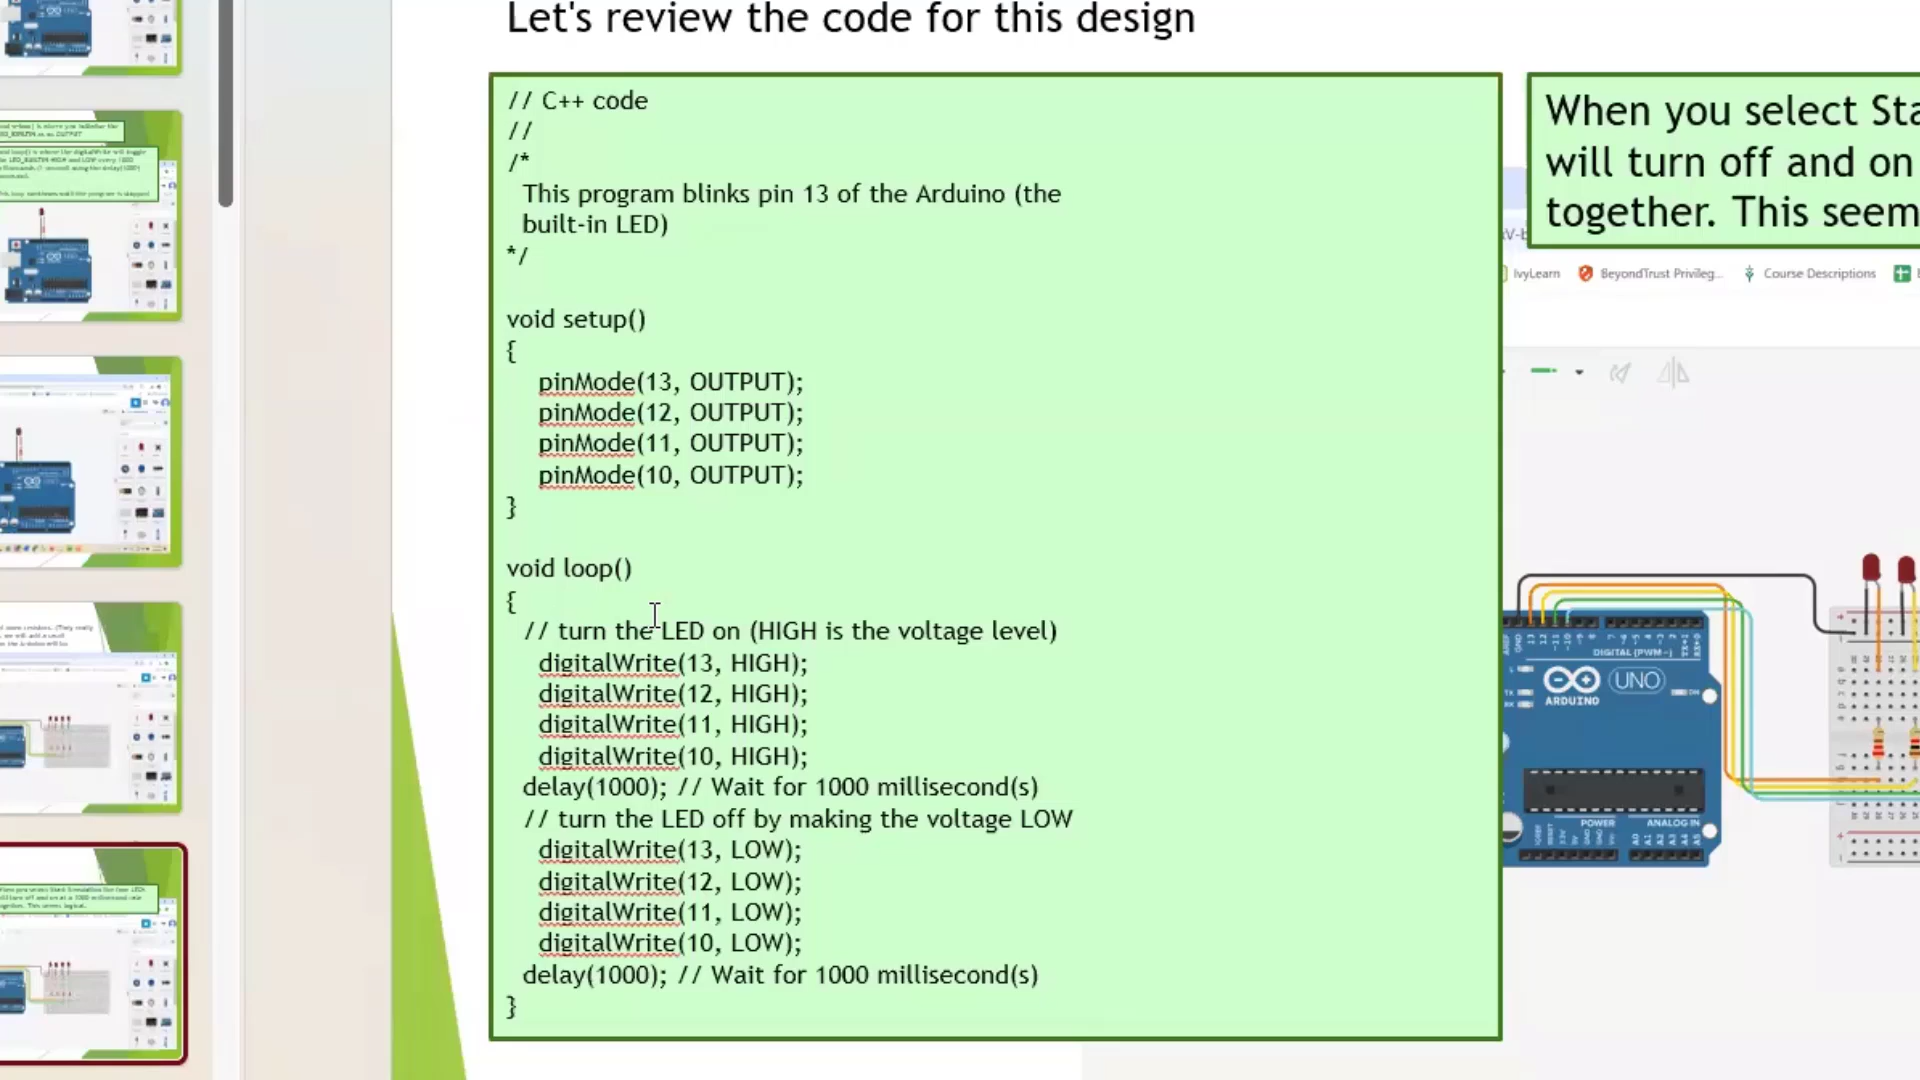 Let's review the code for this design
// C++ code
//
/*
This program blinks pin 13 of the Arduino (the
built-in LED)
*/
void setup()
{
pinMode(13, OUTPUT);
pinMode(12, OUTPUT);
pinMode(11, OUTPUT);
pinMode(10, OUTPUT);
}
void loop()
{
// turn the LED on (HIGH is the voltage level)
digitalWrite(13, HIGH);
digitalWrite(12, HIGH);
digitalWrite(11, HIGH);
digitalWrite(10, HIGH);
delay(1000); // Wait for 1000 millisecond(s)
// turn the LED off by making the voltage LOW
digitalWrite(13, LOW);
digitalWrite(12, LOW);
digitalWrite(11, LOW);
digitalWrite(10, LOW);
delay(1000); // Wait for 1000 millisecond(s)
}
When you select Sta
will turn off and on
together. This seem
IvyLearn
BeyondTrust Privileg...
Course Descriptions
DIGITAL (PWM~)
UNO
ARDUINO
POWER
ANALOG IN